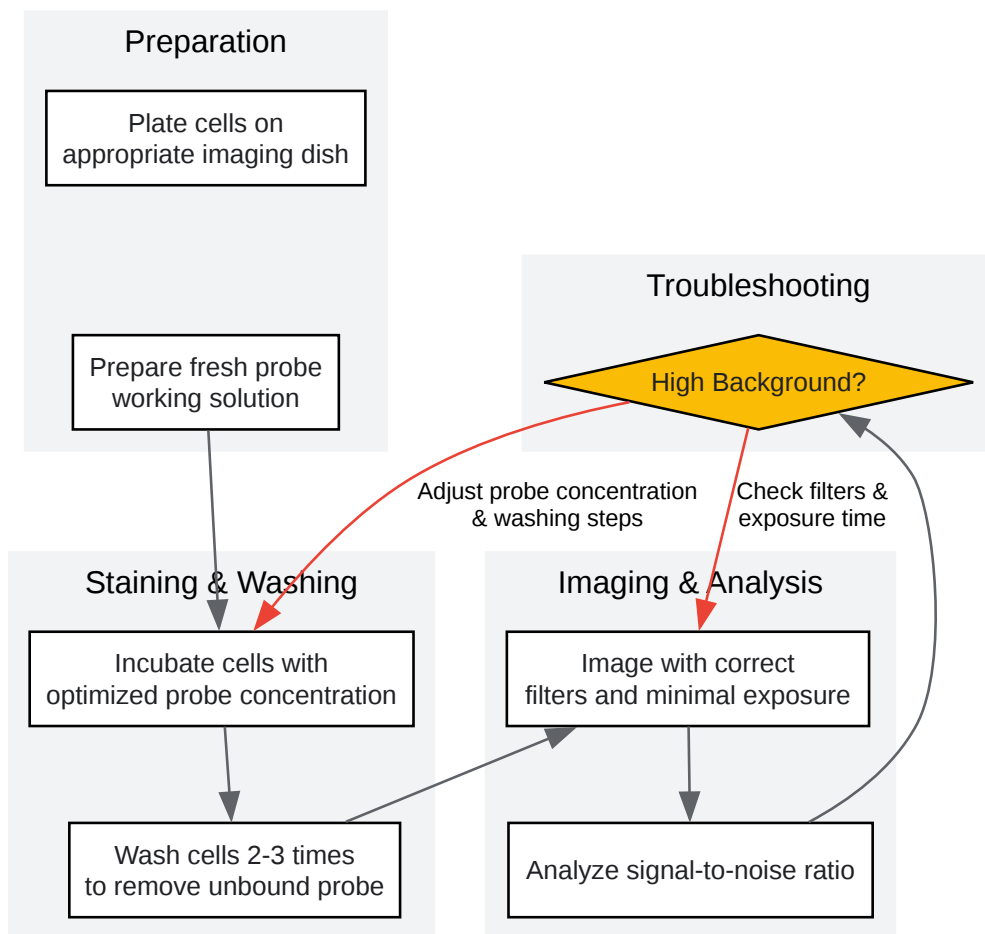 Preparation
Plate cells on
appropriate imaging dish
Prepare fresh probe
working solution
Troubleshooting
High Background?
Adjust probe concentration
& washing steps
Check filters &
exposure time
Staining & Washing
Incubate cells with
optimized probe concentration
Wash cells 2-3 times
to remove unbound probe
Imaging & Analysis
Image with correct
filters and minimal exposure
Analyze signal-to-noise ratio